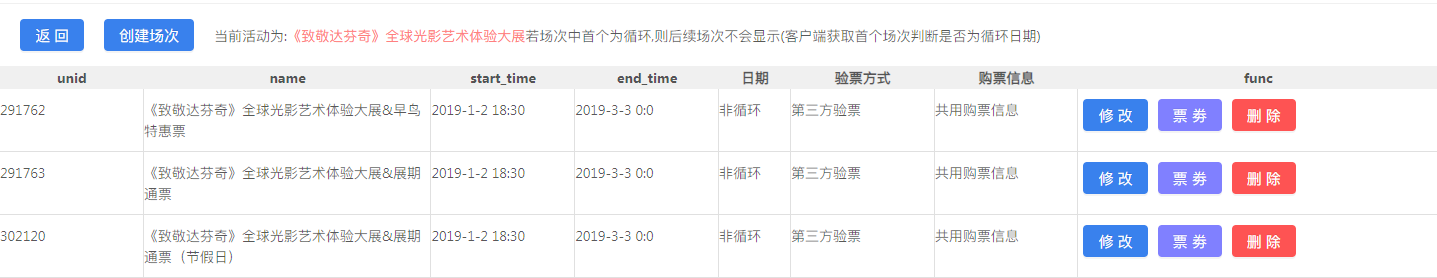 返 回 创建场次 当前活动为:《致敬达芬奇》全球光影艺术体验大展若场次中首个为循环,则后续场次不会显示(客户端获取首个场次判断是否为循环日期)
unid name start_time end_time 日期 验票方式 购票信息 func
291762 《致敬达芬奇》全球光影艺术体验大展&早鸟 2019-1-2 18:30 2019-3-3 0:0 非循环 第三方验票 共用购票信息 修 改 票 券 删 除
特惠票
291763 《致敬达芬奇》全球光影艺术体验大展&展期 2019-1-2 18:30 2019-3-3 0:0 非循环 第三方验票 共用购票信息 修 改 票 券 删 除
通票
302120 《致敬达芬奇》全球光影艺术体验大展&展期 2019-1-2 18:30 2019-3-3 0:0 非循环 第三方验票 共用购票信息 修 改 票 券 删 除
通票（节假日）